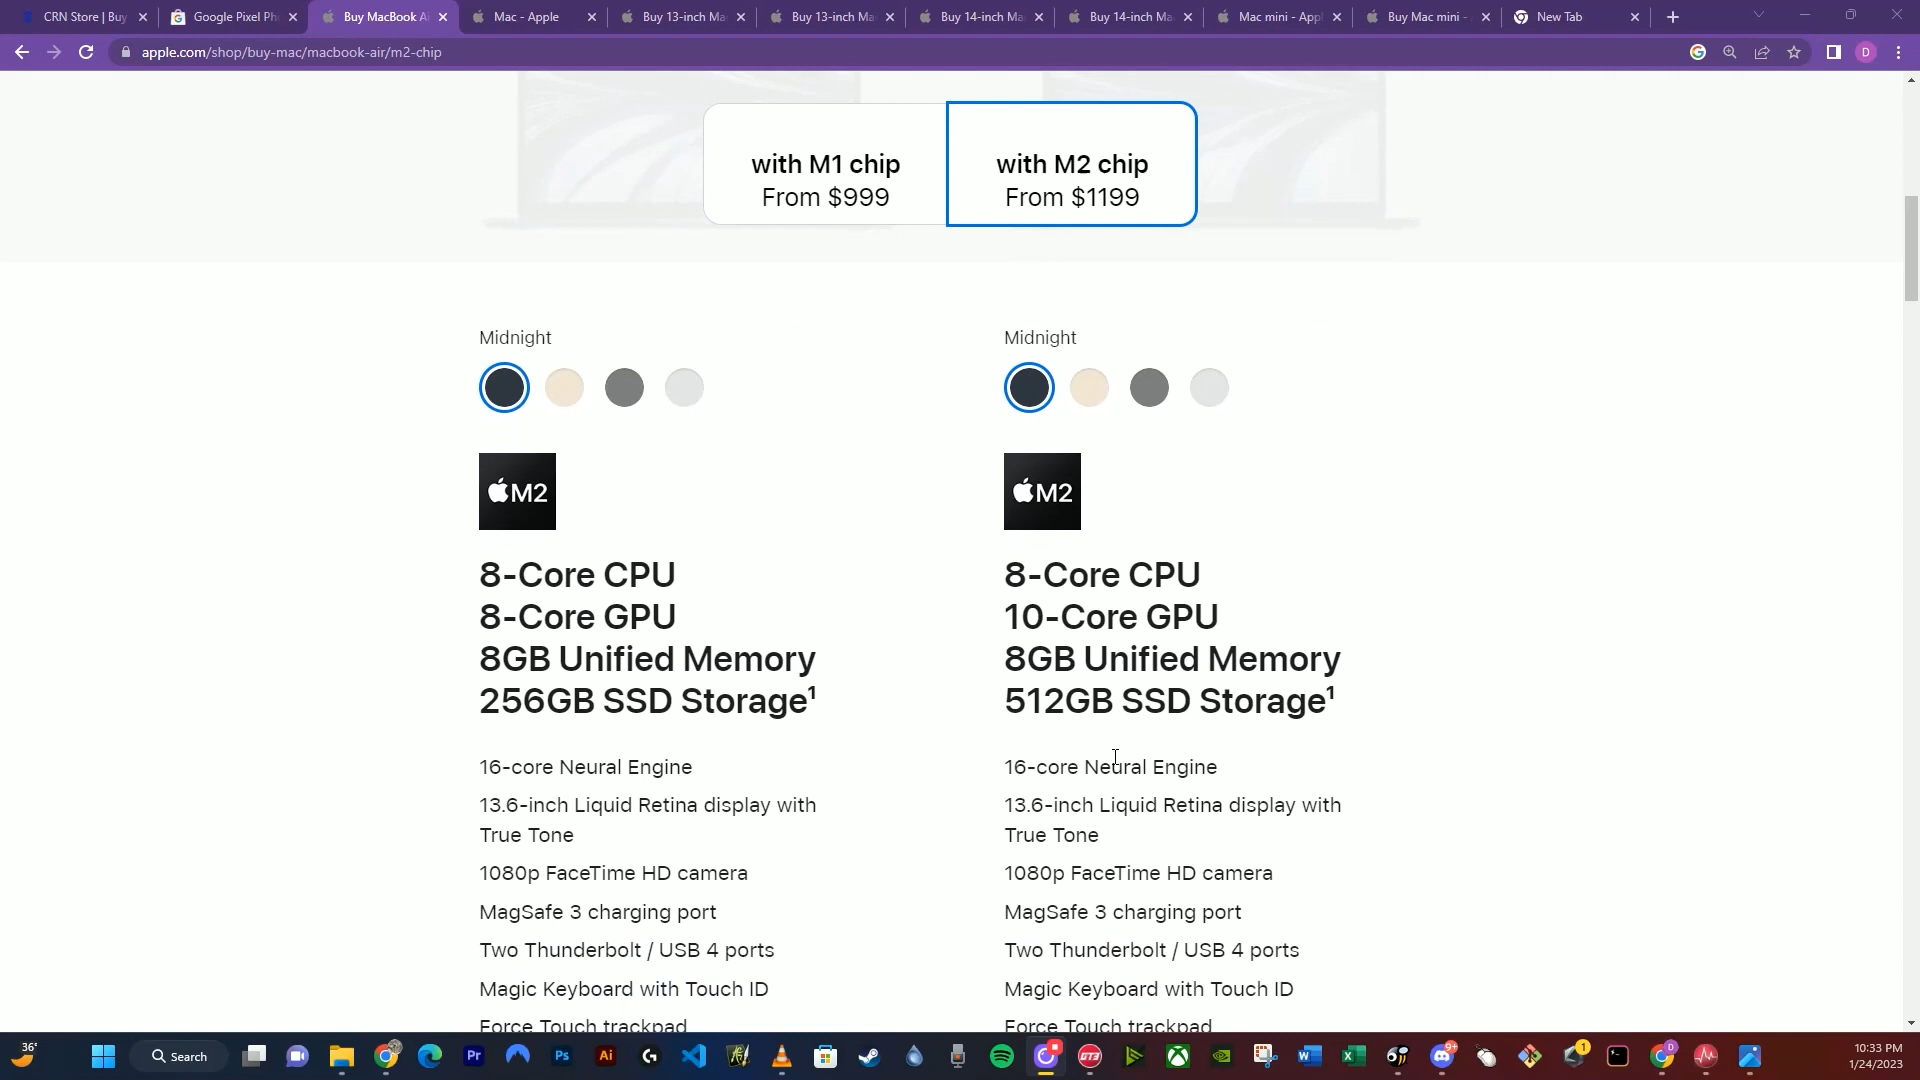 CRN Store | Buy
Google Pixel Ph
Buy MacBook Ai
Mac - Apple
Buy 13-inch Ma
Buy 13-inch Ma
Buy 14-inch Ma
Buy 14-inch Ma
Mac mini - Appl
Buy Mac mini -
New Tab
apple.com/shop/buy-mac/macbook-air/m2-chip
D
with M1 chip
From $999
with M2 chip
From $1199
Midnight
M2
8-Core CPU
8-Core GPU
8GB Unified Memory
256GB SSD Storage¹
16-core Neural Engine
13.6-inch Liquid Retina display with
True Tone
1080p FaceTime HD camera
MagSafe 3 charging port
Two Thunderbolt / USB 4 ports
Magic Keyboard with Touch ID
Force Touch trackpad
Midnight
M2
8-Core CPU
10-Core GPU
8GB Unified Memory
512GB SSD Storage¹
16-core Neural Engine
13.6-inch Liquid Retina display with
True Tone
1080p FaceTime HD camera
MagSafe 3 charging port
Two Thunderbolt / USB 4 ports
Magic Keyboard with Touch ID
Force Touch trackpad
36°
Search
Pr
Ps
Ai
GT3
W
X
9+
1
D
10:33 PM
1/24/2023